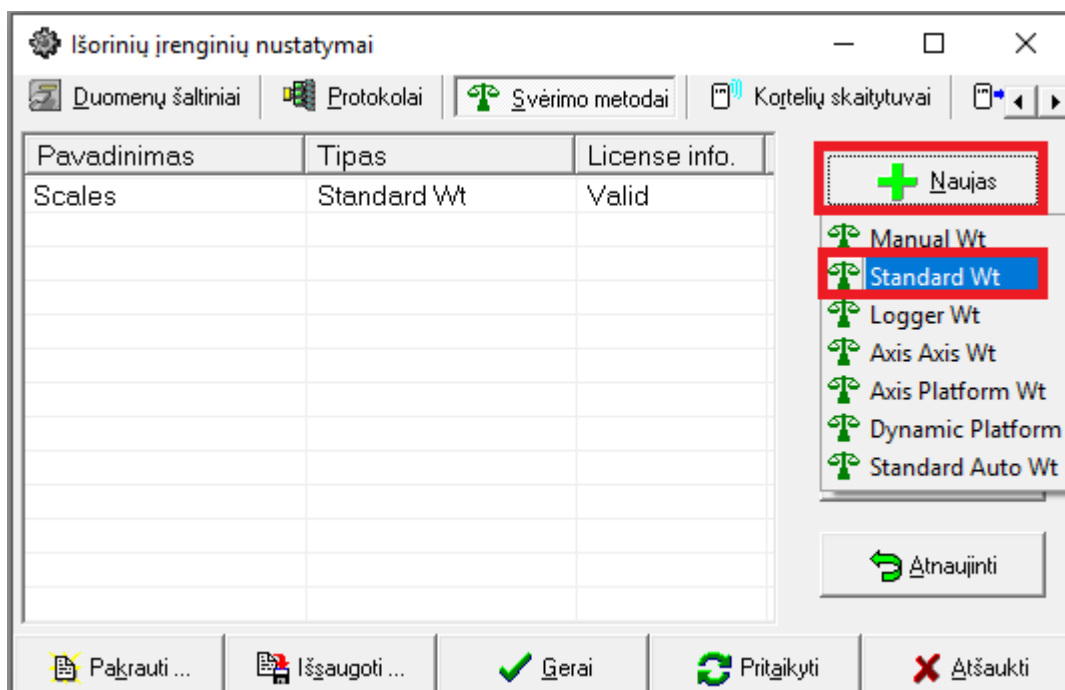 Išorinių įrenginių nustatymai
Duomenų šaltiniai Protokolai Svėrimo metodai Kortelių skaitytuvai
Pavadinimas Tipas License info.
Scales Standard Wt Valid
Naujas
Manual Wt
Standard Wt
Logger Wt
Axis Axis Wt
Axis Platform Wt
Dynamic Platform
Standard Auto Wt
Atnaujinti
Pakrauti ... Išsaugoti ... Gerai Pritaikyti Atšaukti